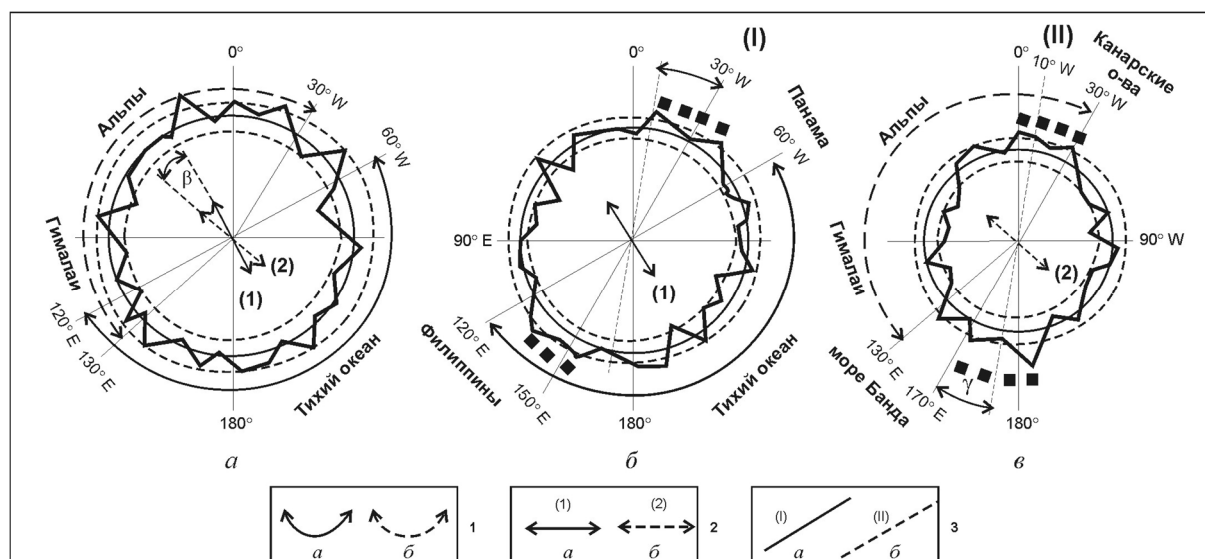 (I)
(II)
0°
30° W
60° W
Альпы
Гималаи
β
(2)
(1)
120° E
130° E
180°
Тихий океан
а
0°
30° W
Панама
60° W
90° E
(1)
120° E
Филиппины
150° E
180°
Тихий океан
б
0°
10° W
30° W
Канарские
о-ва
Альпы
Гималаи
90° W
(2)
130° E
море Банда
170° E
γ
180°
в
а б 1
(1) (2)
а б 2
(I) (II)
а б 3